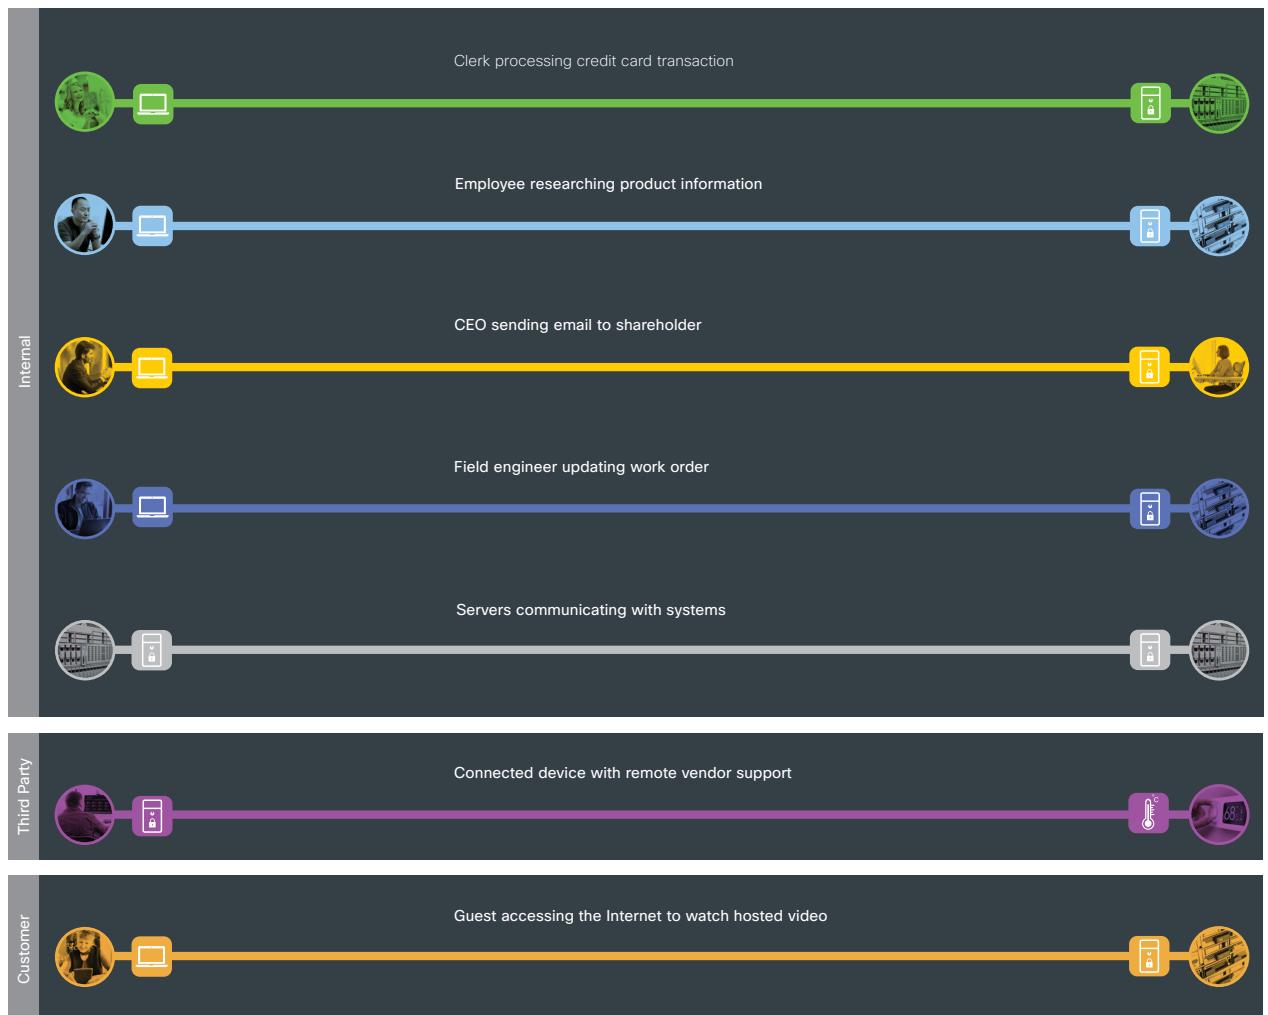 Internal
Clerk processing credit card transaction
Employee researching product information
CEO sending email to shareholder
Field engineer updating work order
Servers communicating with systems
Third Party
Connected device with remote vendor support
°C
68
Customer
Guest accessing the Internet to watch hosted video